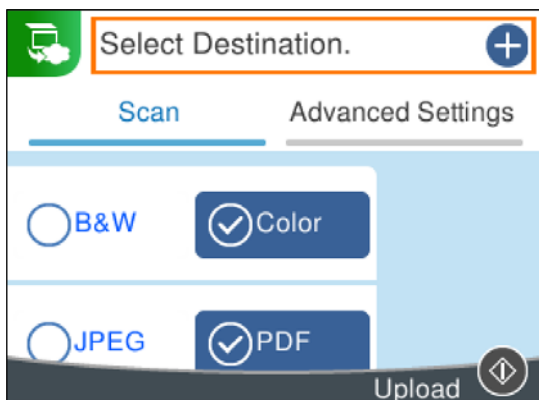 Select Destination.
Scan Advanced Settings
B&W Color
JPEG PDF
Upload